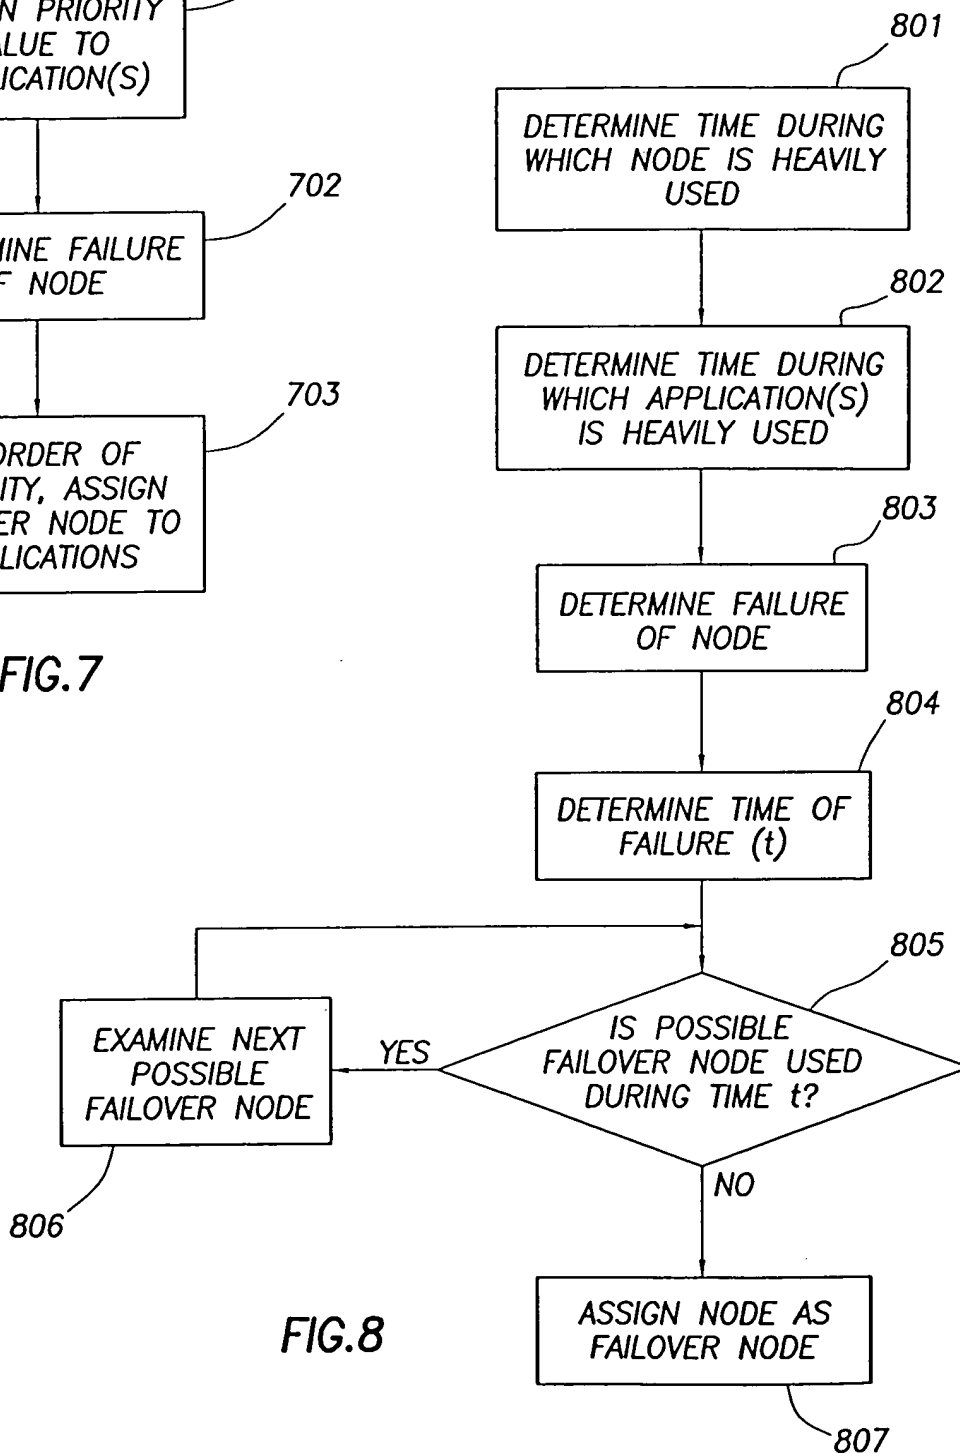 N PRIORITY
ALUE TO
ICATION(S)
702
MINE FAILURE
F NODE
703
ORDER OF
ITY, ASSIGN
ER NODE TO
LICATIONS
FIG.7
801
DETERMINE TIME DURING
WHICH NODE IS HEAVILY
USED
802
DETERMINE TIME DURING
WHICH APPLICATION(S)
IS HEAVILY USED
803
DETERMINE FAILURE
OF NODE
804
DETERMINE TIME OF
FAILURE (t)
805
IS POSSIBLE
FAILOVER NODE USED
DURING TIME t?
YES
EXAMINE NEXT
POSSIBLE
FAILOVER NODE
806
NO
ASSIGN NODE AS
FAILOVER NODE
807
FIG.8